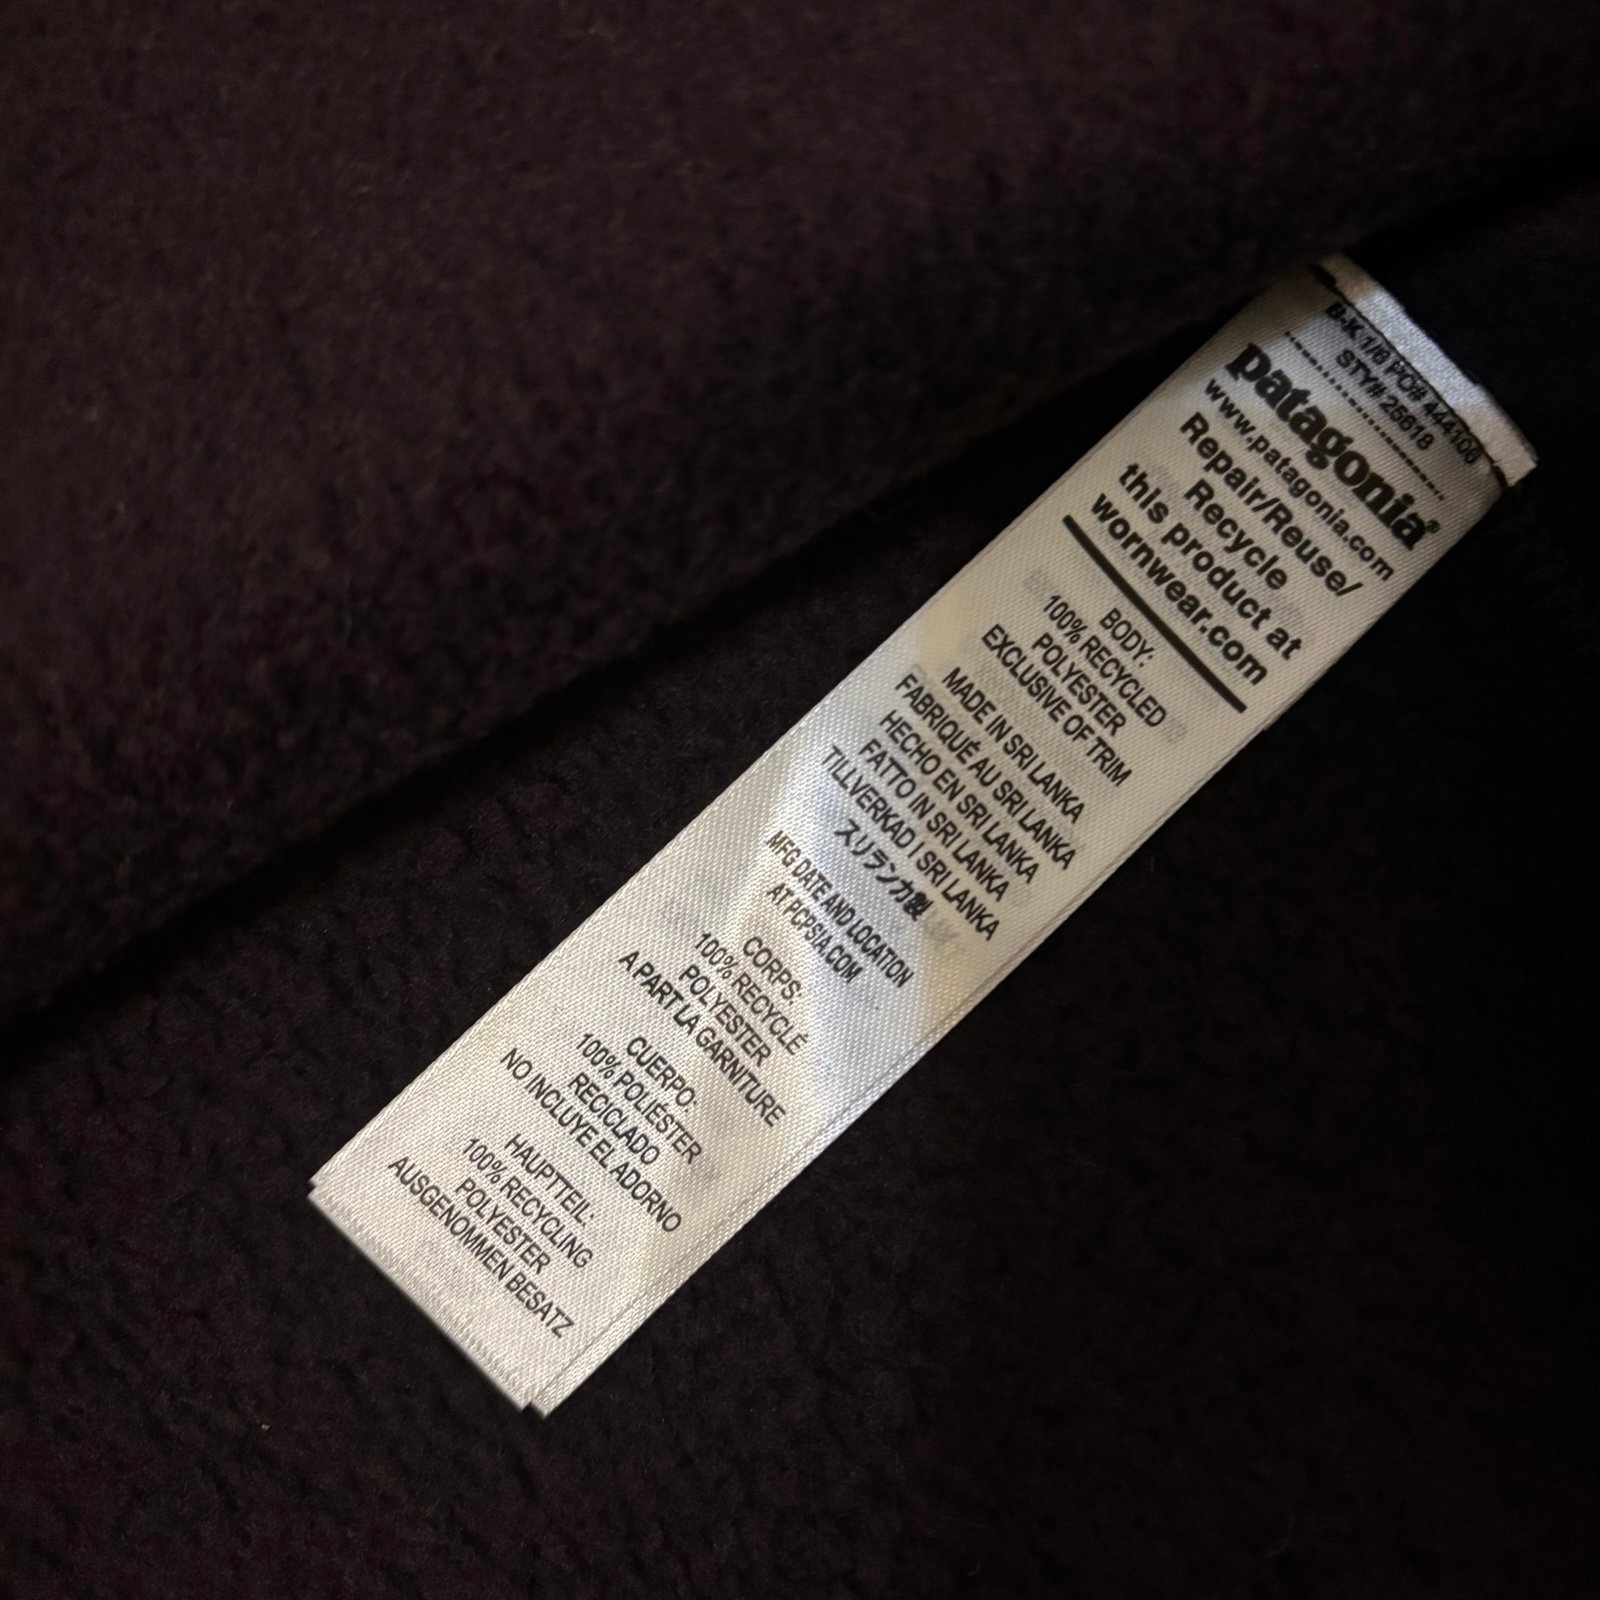 B-K 1/6 PO# 444106
STY# 25618
patagonia®
www.patagonia.com
Repair/Reuse/
Recycle
this product at
wornwear.com
BODY:
100% RECYCLED
POLYESTER
EXCLUSIVE OF TRIM
MADE IN SRI LANKA
FABRIQUÉ AU SRI LANKA
HECHO EN SRI LANKA
FATTO IN SRI LANKA
TILLVERKAD I SRI LANKA
スリランカ製
MFG DATE AND LOCATION
AT PCPSIA.COM
CORPS:
100% RECYCLÉ
POLYESTER
A PART LA GARNITURE
CUERPO:
100% POLIÉSTER
RECICLADO
NO INCLUYE EL ADORNO
HAUPTTEIL:
100% RECYCLING
POLYESTER
AUSGENOMMEN BESATZ